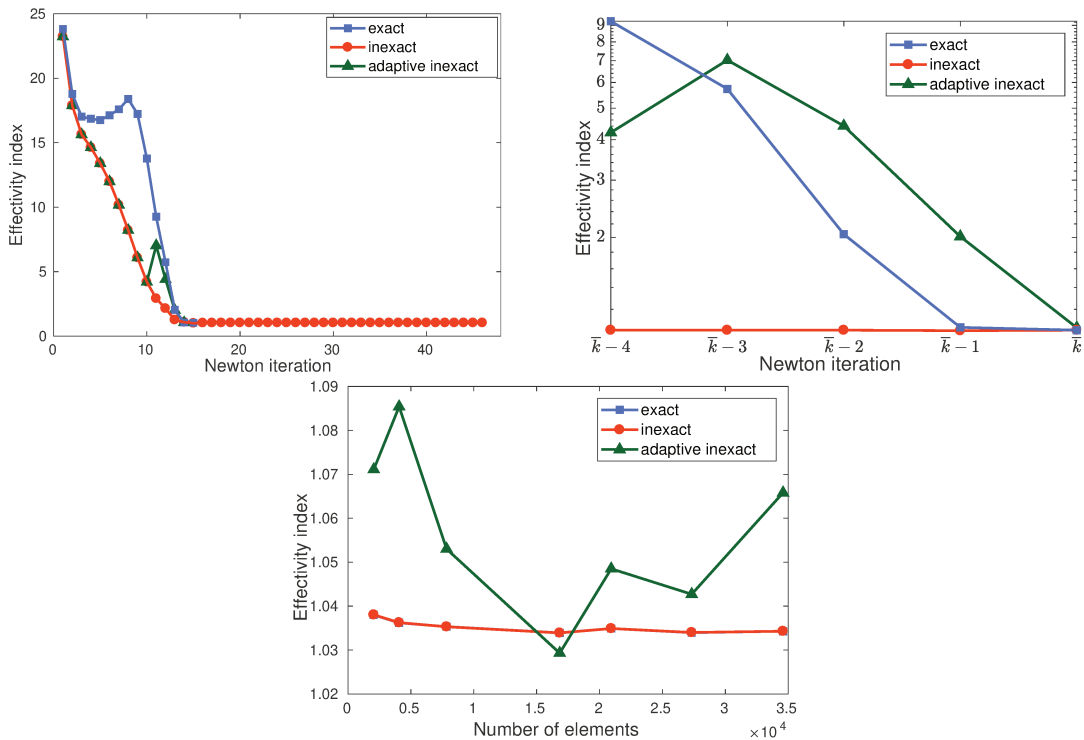 25
20
15
10
5
0
0
10
20
30
40
Effectivity index
Newton iteration
exact
inexact
adaptive inexact
9
8
7
6
5
4
3
2
k̅ − 4
k̅ − 3
k̅ − 2
k̅ − 1
k̅
Effectivity index
Newton iteration
exact
inexact
adaptive inexact
1.09
1.08
1.07
1.06
1.05
1.04
1.03
1.02
0
0.5
1
1.5
2
2.5
3
3.5
×10⁴
Effectivity index
Number of elements
exact
inexact
adaptive inexact